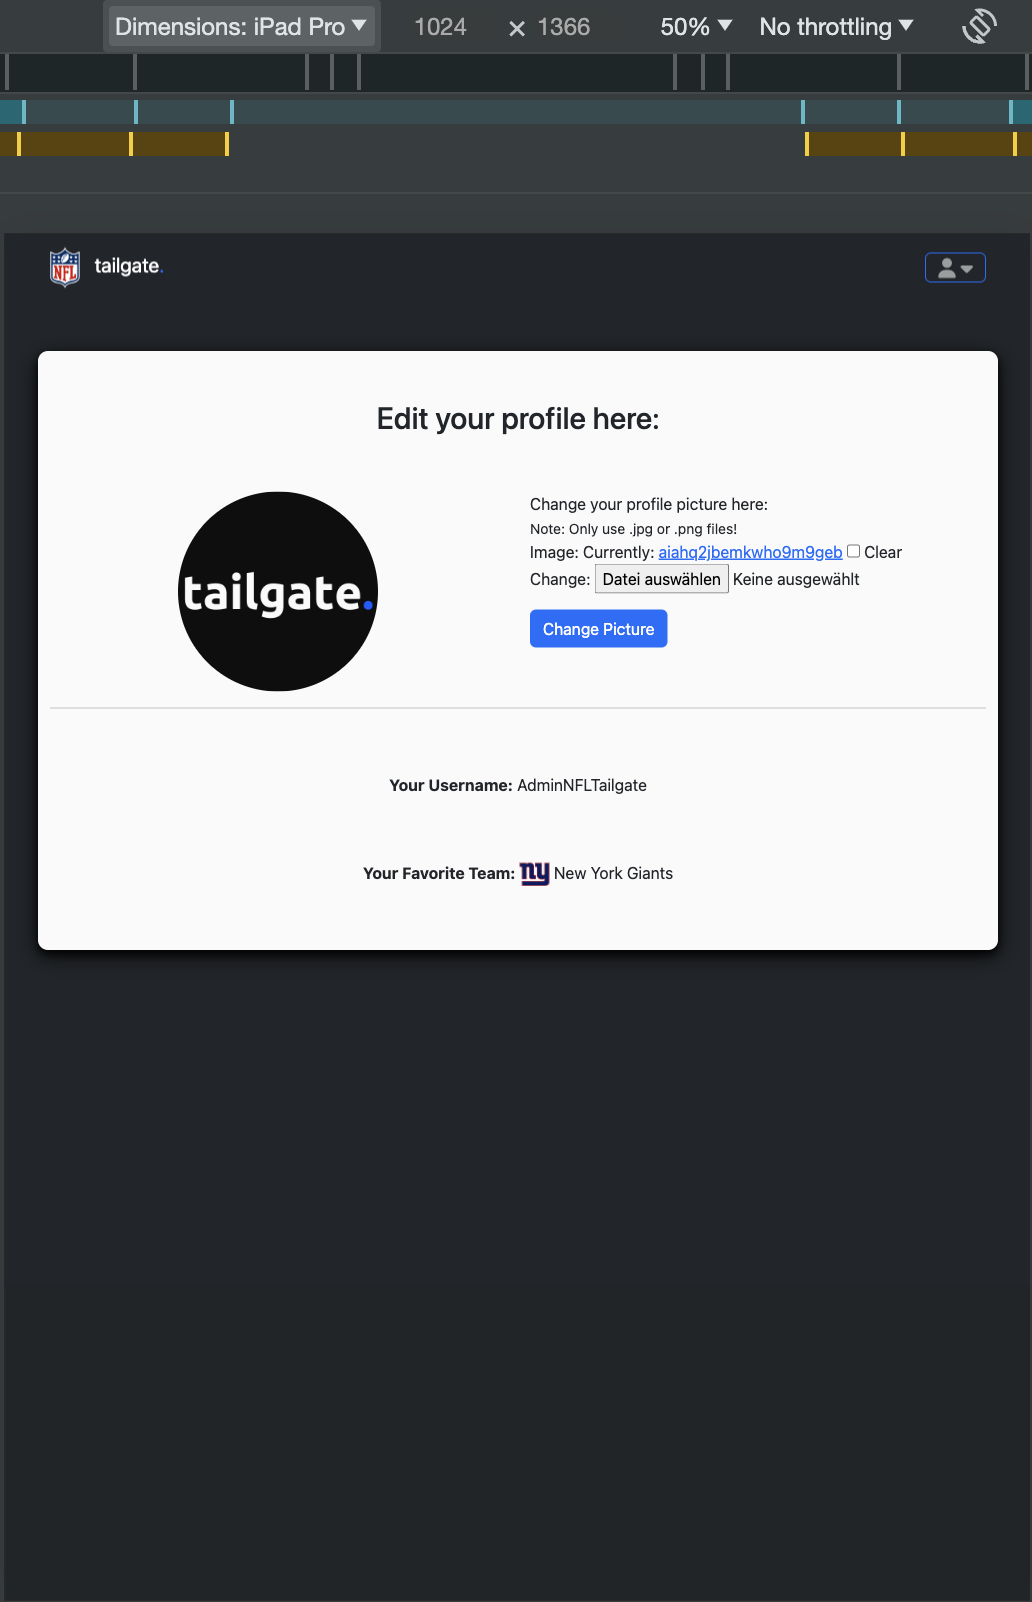 Dimensions: iPad Pro 1024 × 1366 50% No throttling
NFL tailgate.
Edit your profile here:
tailgate.
Change your profile picture here:
Note: Only use .jpg or .png files!
Image: Currently: aiahq2jbemkwho9m9geb Clear
Change: Datei auswählen Keine ausgewählt
Change Picture
Your Username: AdminNFLTailgate
Your Favorite Team: ny New York Giants